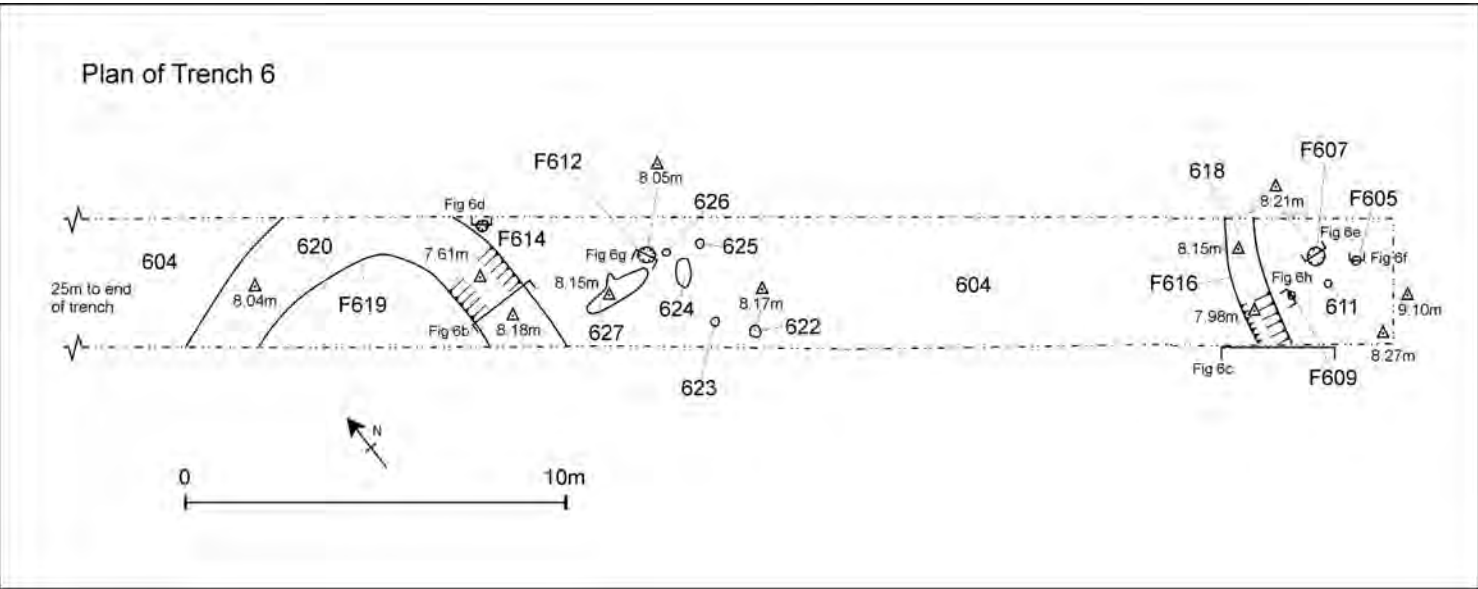 Plan of Trench 6
F612
8.05m
626
618
F607
F605
8.21m
Fig 6d
F614
625
Fig 6e
604
620
7.61m
Fig 6g
8.15m
Fig 6f
25m to end
of trench
8.04m
F619
8.15m
624
8.17m
604
F616
Fig 6h
611
9.10m
Fig 6b
8.18m
627
622
7.98m
8.27m
623
Fig 6c
F609
N
0
10m